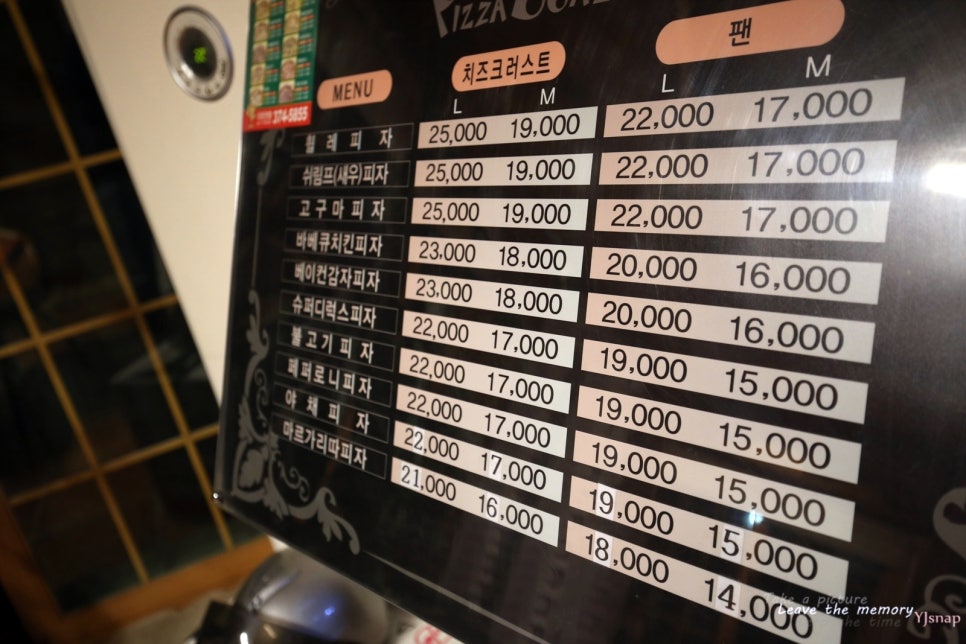 PIZZA
MENU 치즈크러스트 팬
L M L M
374-5855
필레피자 25,000 19,000 22,000 17,000
쉬림프(새우)피자 25,000 19,000 22,000 17,000
고구마피자 25,000 19,000 22,000 17,000
바베큐치킨피자 23,000 18,000 20,000 16,000
베이컨감자피자 23,000 18,000 20,000 16,000
슈퍼디럭스피자 22,000 17,000 19,000 15,000
불고기피자 22,000 17,000 19,000 15,000
페퍼로니피자 22,000 17,000 19,000 15,000
야채피자 22,000 17,000 19,000 15,000
마르가리따피자 21,000 16,000 18,000 14,000
Take a picture
Leave the memory
the time
YJsnap